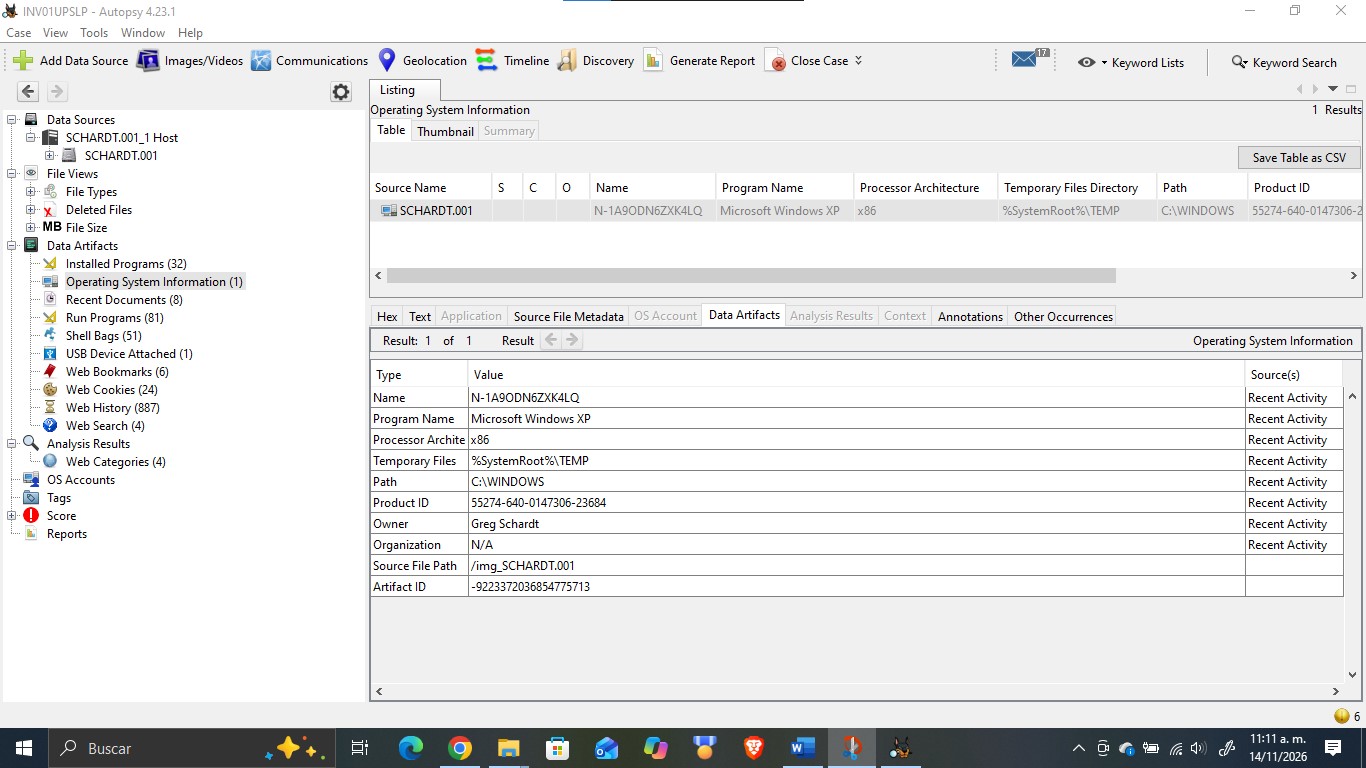 INV01UPSLP - Autopsy 4.23.1
Case View Tools Window Help
Add Data Source Images/Videos Communications Geolocation Timeline Discovery Generate Report Close Case 17 Keyword Lists Keyword Search
Listing
Operating System Information 1 Results
Table Thumbnail Summary
Save Table as CSV
Source Name S C O Name Program Name Processor Architecture Temporary Files Directory Path Product ID
SCHARDT.001 N-1A9ODN6ZXK4LQ Microsoft Windows XP x86 %SystemRoot%\TEMP C:\WINDOWS 55274-640-0147306-2
Data Sources
SCHARDT.001_1 Host
SCHARDT.001
File Views
File Types
Deleted Files
MB File Size
Data Artifacts
Installed Programs (32)
Operating System Information (1)
Recent Documents (8)
Run Programs (81)
Shell Bags (51)
USB Device Attached (1)
Web Bookmarks (6)
Web Cookies (24)
Web History (887)
Web Search (4)
Analysis Results
Web Categories (4)
OS Accounts
Tags
Score
Reports
Hex Text Application Source File Metadata OS Account Data Artifacts Analysis Results Context Annotations Other Occurrences
Result: 1 of 1 Result Operating System Information
Type Value Source(s)
Name N-1A9ODN6ZXK4LQ Recent Activity
Program Name Microsoft Windows XP Recent Activity
Processor Archite x86 Recent Activity
Temporary Files %SystemRoot%\TEMP Recent Activity
Path C:\WINDOWS Recent Activity
Product ID 55274-640-0147306-23684 Recent Activity
Owner Greg Schardt Recent Activity
Organization N/A Recent Activity
Source File Path /img_SCHARDT.001
Artifact ID -9223372036854775713
6
Buscar
11:11 a. m.
14/11/2026